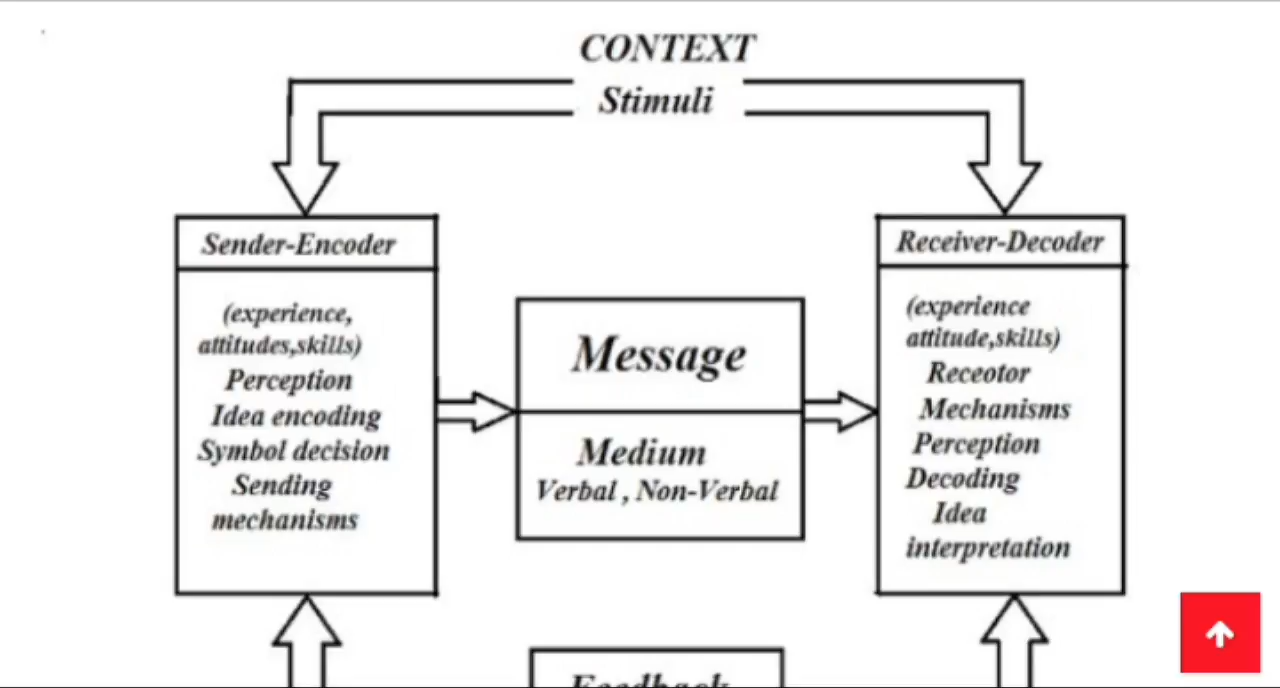 CONTEXT
Stimuli
Sender-Encoder
(experience,
attitudes,skills)
Perception
Idea encoding
Symbol decision
Sending
mechanisms
Message
Medium
Verbal , Non-Verbal
Receiver-Decoder
(experience
attitude,skills)
Receotor
Mechanisms
Perception
Decoding
Idea
interpretation
Feedback